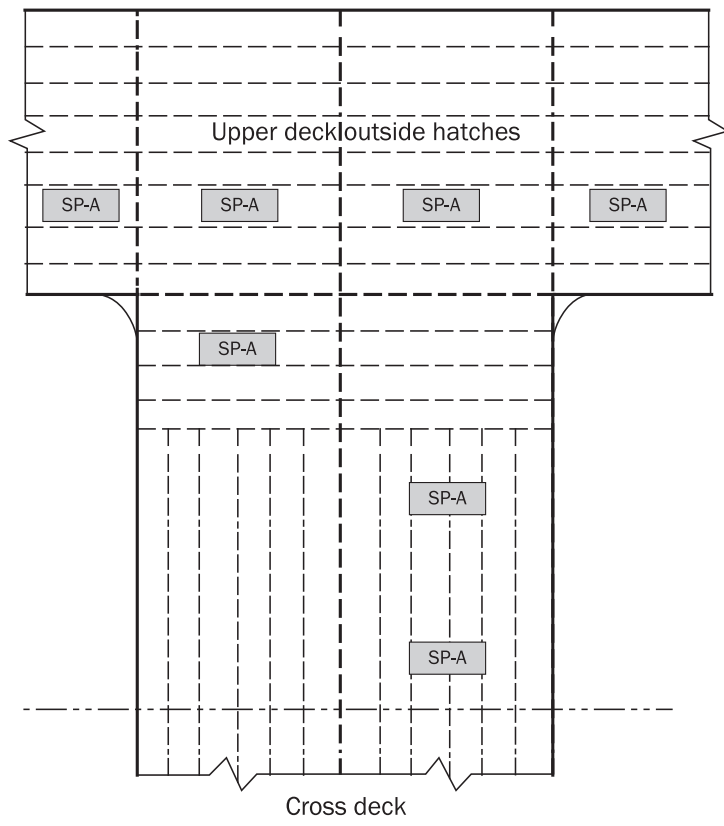 Upper deck outside hatches
SP-A
SP-A
SP-A
SP-A
SP-A
SP-A
SP-A
Cross deck